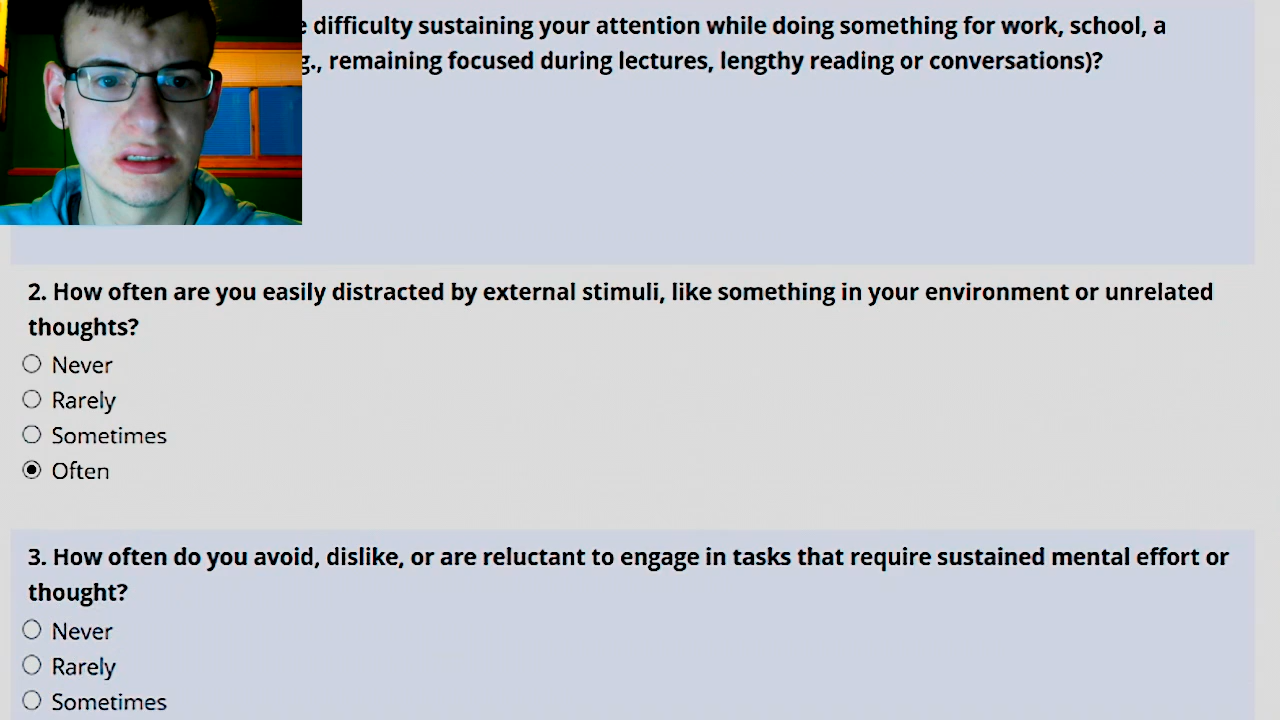 difficulty sustaining your attention while doing something for work, school, a
remaining focused during lectures, lengthy reading or conversations)?
2. How often are you easily distracted by external stimuli, like something in your environment or unrelated
thoughts?
Never
Rarely
Sometimes
Often
3. How often do you avoid, dislike, or are reluctant to engage in tasks that require sustained mental effort or
thought?
Never
Rarely
Sometimes